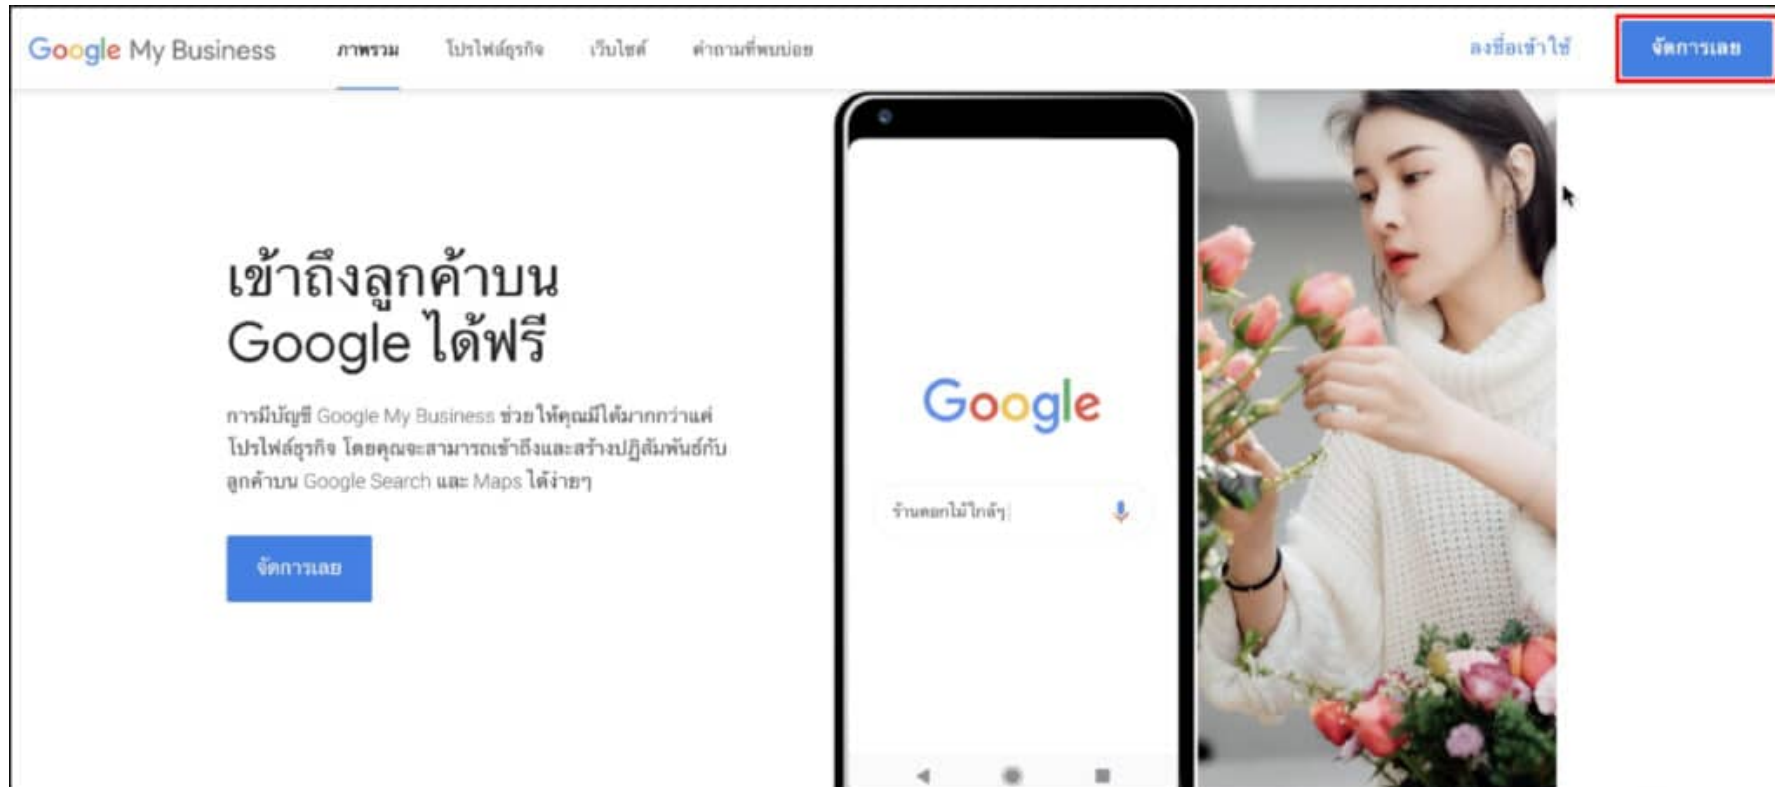 Google My Business
ภาพรวม
โปรไฟล์ธุรกิจ
เว็บไซต์
คำถามที่พบบ่อย
ลงชื่อเข้าใช้
จัดการเลย
เข้าถึงลูกค้าบน
Google ได้ฟรี
การมีบัญชี Google My Business ช่วยให้คุณมีได้มากกว่าแค่
โปรไฟล์ธุรกิจ โดยคุณจะสามารถเข้าถึงและสร้างปฏิสัมพันธ์กับ
ลูกค้าบน Google Search และ Maps ได้ง่ายๆ
จัดการเลย
Google
ร้านดอกไม้ใกล้ๆ